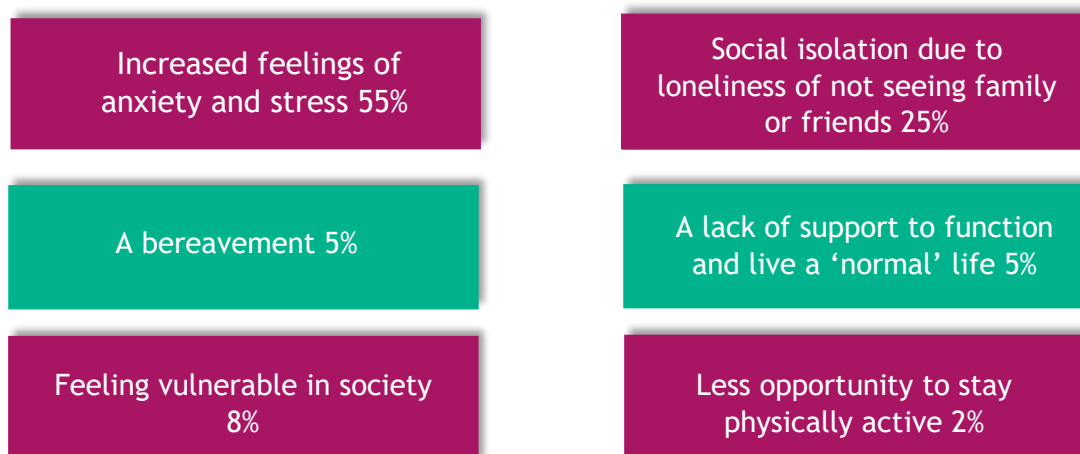 Increased feelings of
anxiety and stress 55%
Social isolation due to
loneliness of not seeing family
or friends 25%
A bereavement 5%
A lack of support to function
and live a ‘normal’ life 5%
Feeling vulnerable in society
8%
Less opportunity to stay
physically active 2%